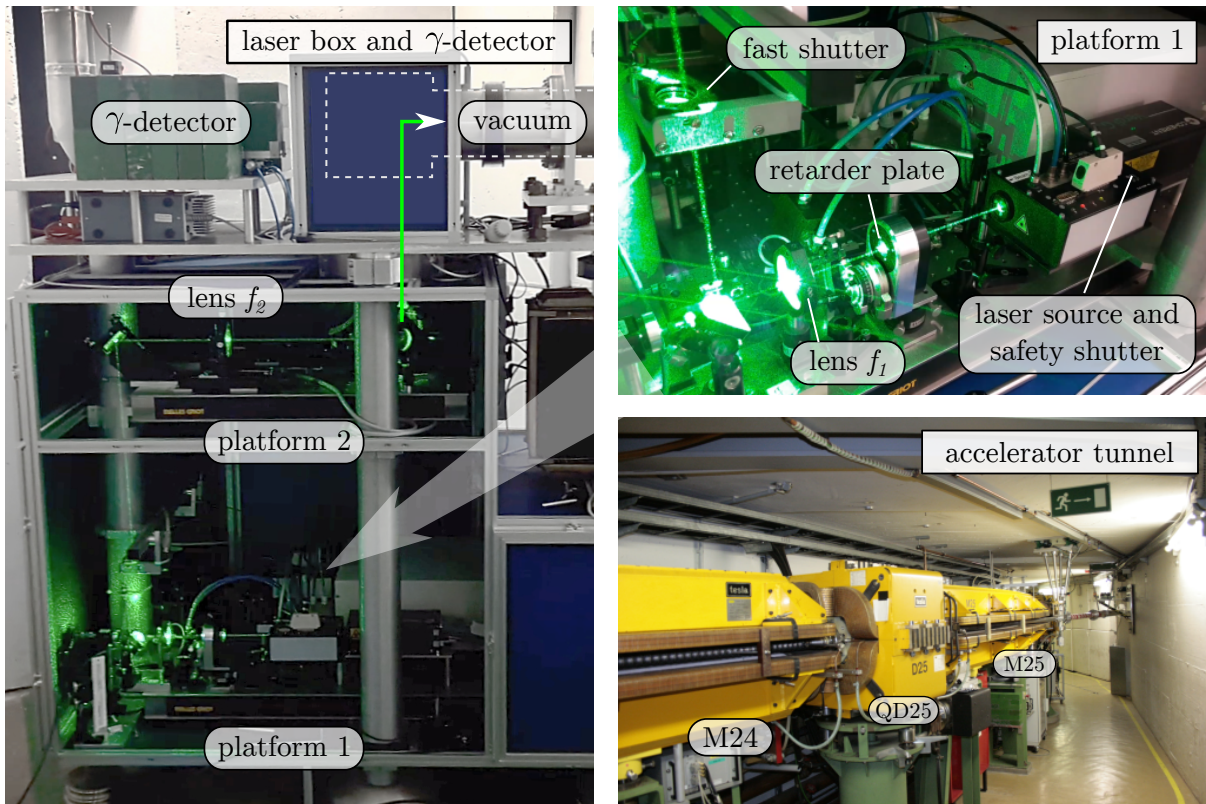 laser box and γ-detector
γ-detector
vacuum
lens f2
platform 2
platform 1
platform 1
fast shutter
retarder plate
laser source and
safety shutter
lens f1
accelerator tunnel
tesla
D25
M25
QD25
M24